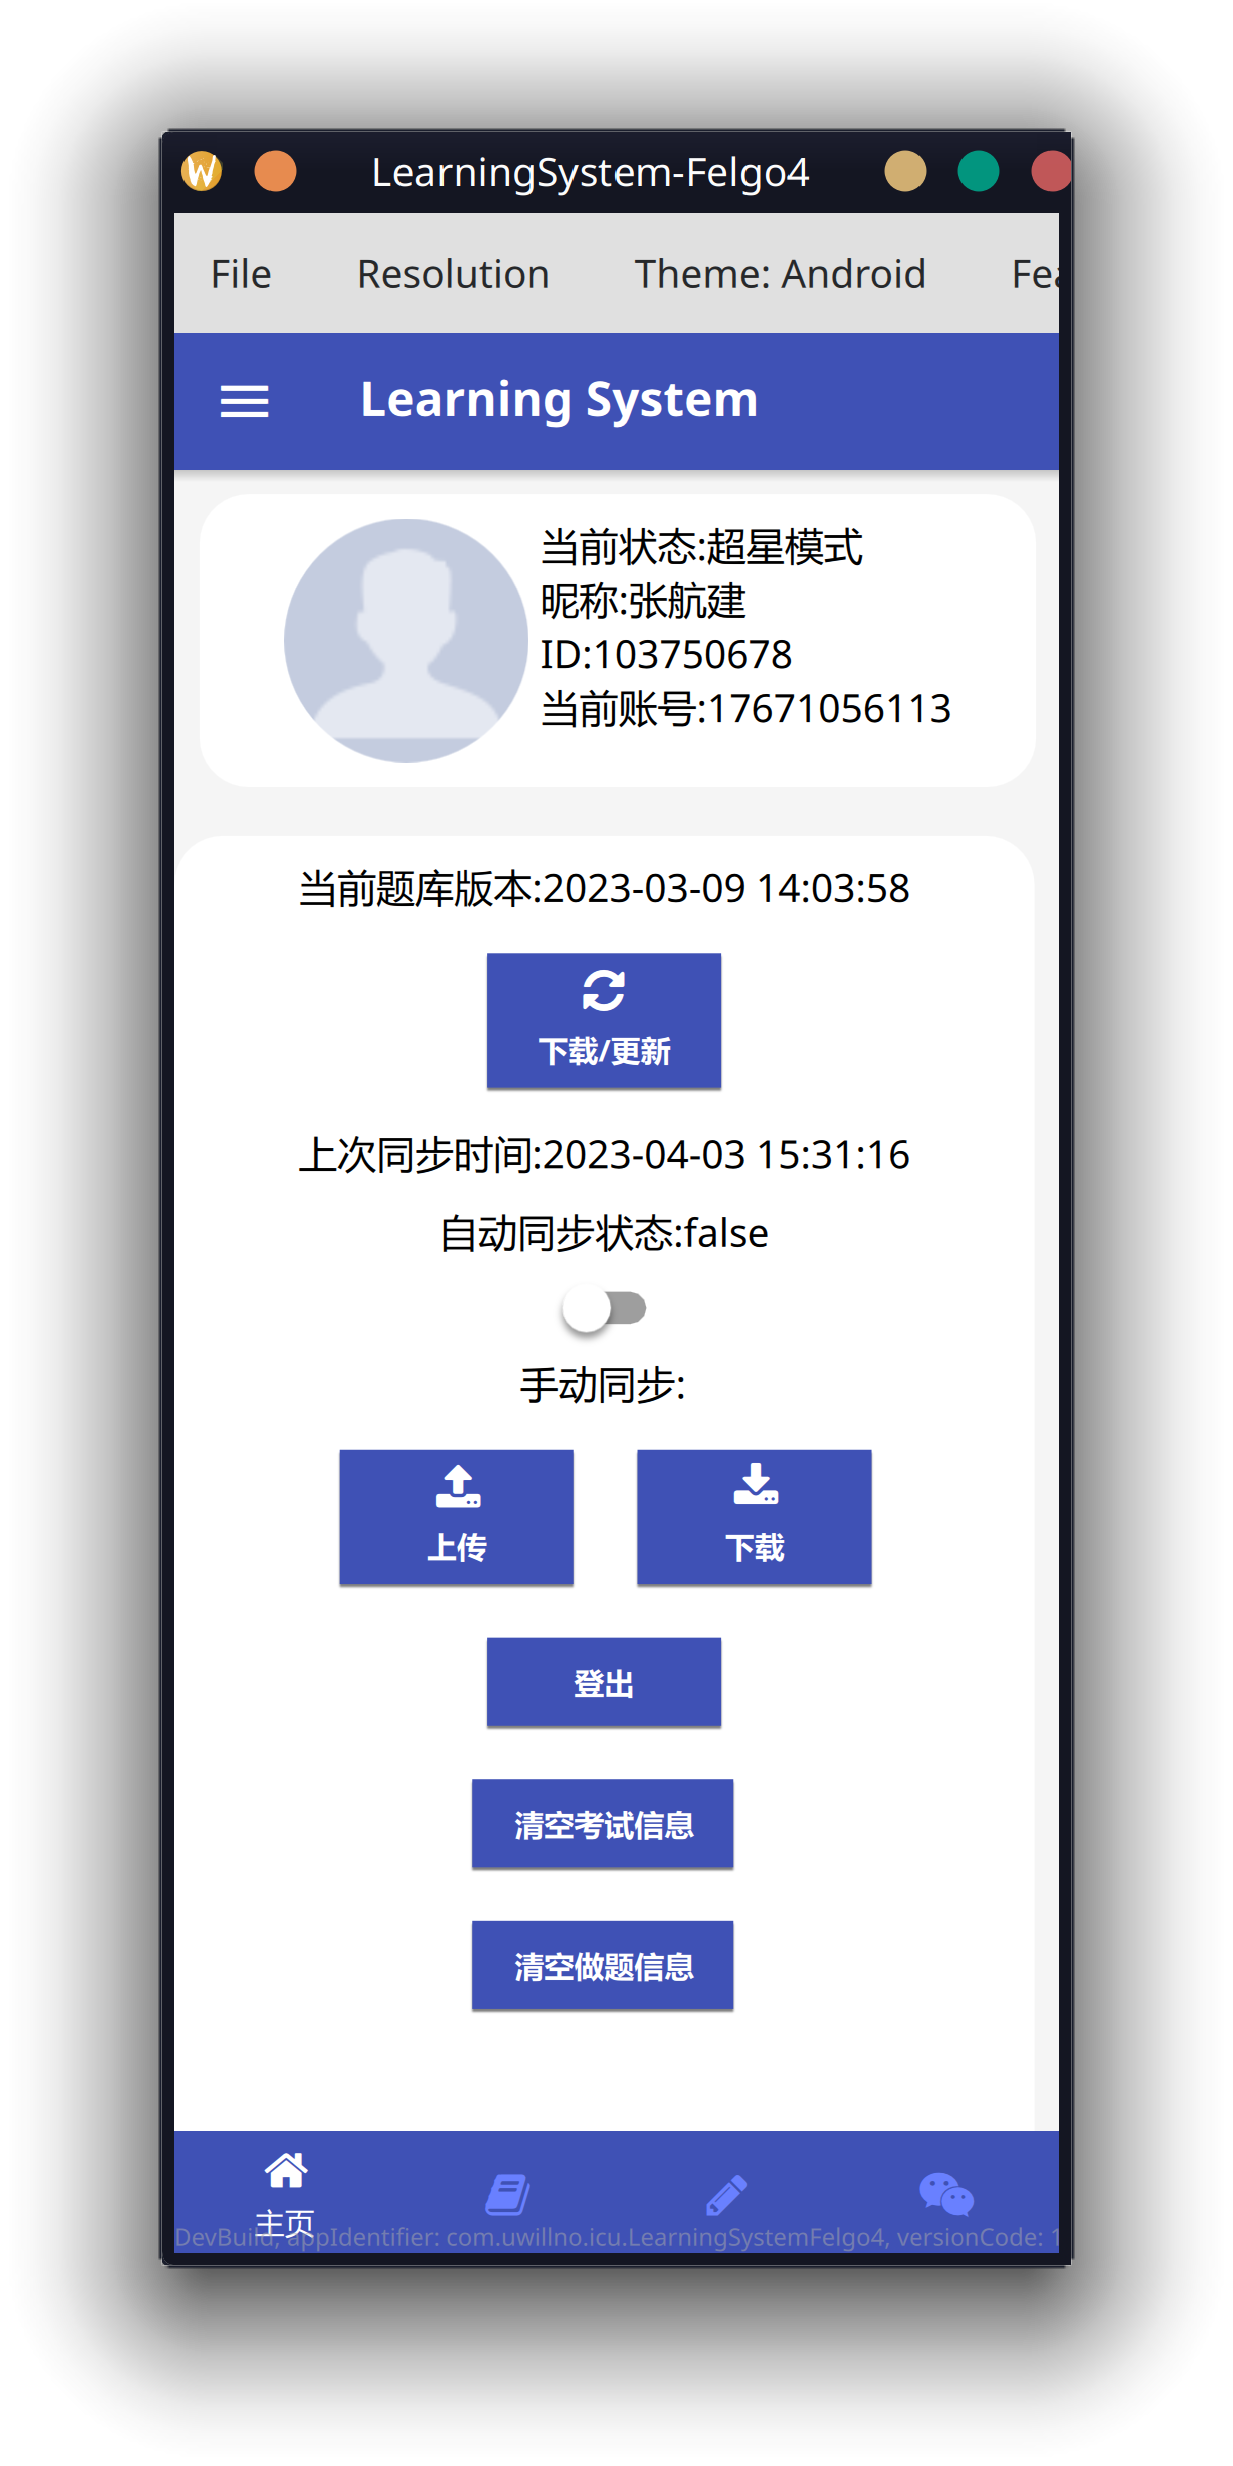 LearningSystem-Felgo4
File Resolution Theme: Android Fea
Learning System
当前状态:超星模式
昵称:张航建
ID:103750678
当前账号:17671056113
当前题库版本:2023-03-09 14:03:58
下载/更新
上次同步时间:2023-04-03 15:31:16
自动同步状态:false
手动同步:
上传 下载
登出
清空考试信息
清空做题信息
主页
DevBuild, appIdentifier: com.uwillno.icu.LearningSystemFelgo4, versionCode: 1